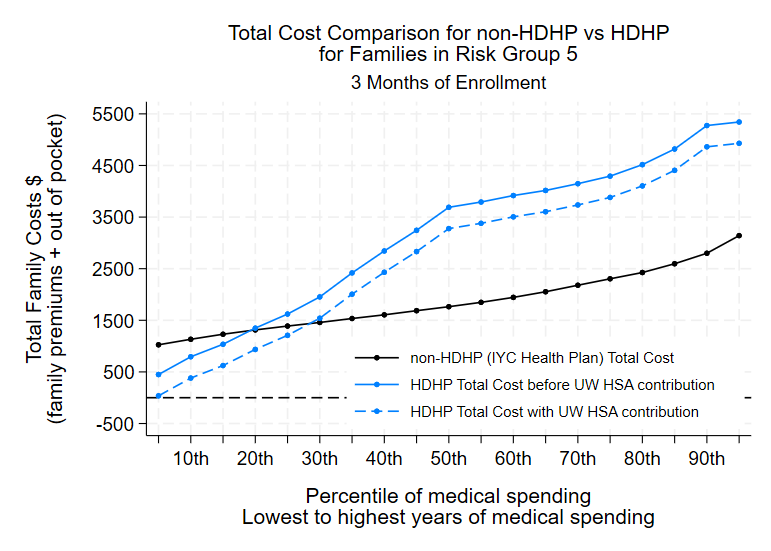 Total Cost Comparison for non-HDHP vs HDHP
for Families in Risk Group 5
3 Months of Enrollment
Total Family Costs $
(family premiums + out of pocket)
5500
4500
3500
2500
1500
500
-500
non-HDHP (IYC Health Plan) Total Cost
HDHP Total Cost before UW HSA contribution
HDHP Total Cost with UW HSA contribution
10th 20th 30th 40th 50th 60th 70th 80th 90th
Percentile of medical spending
Lowest to highest years of medical spending